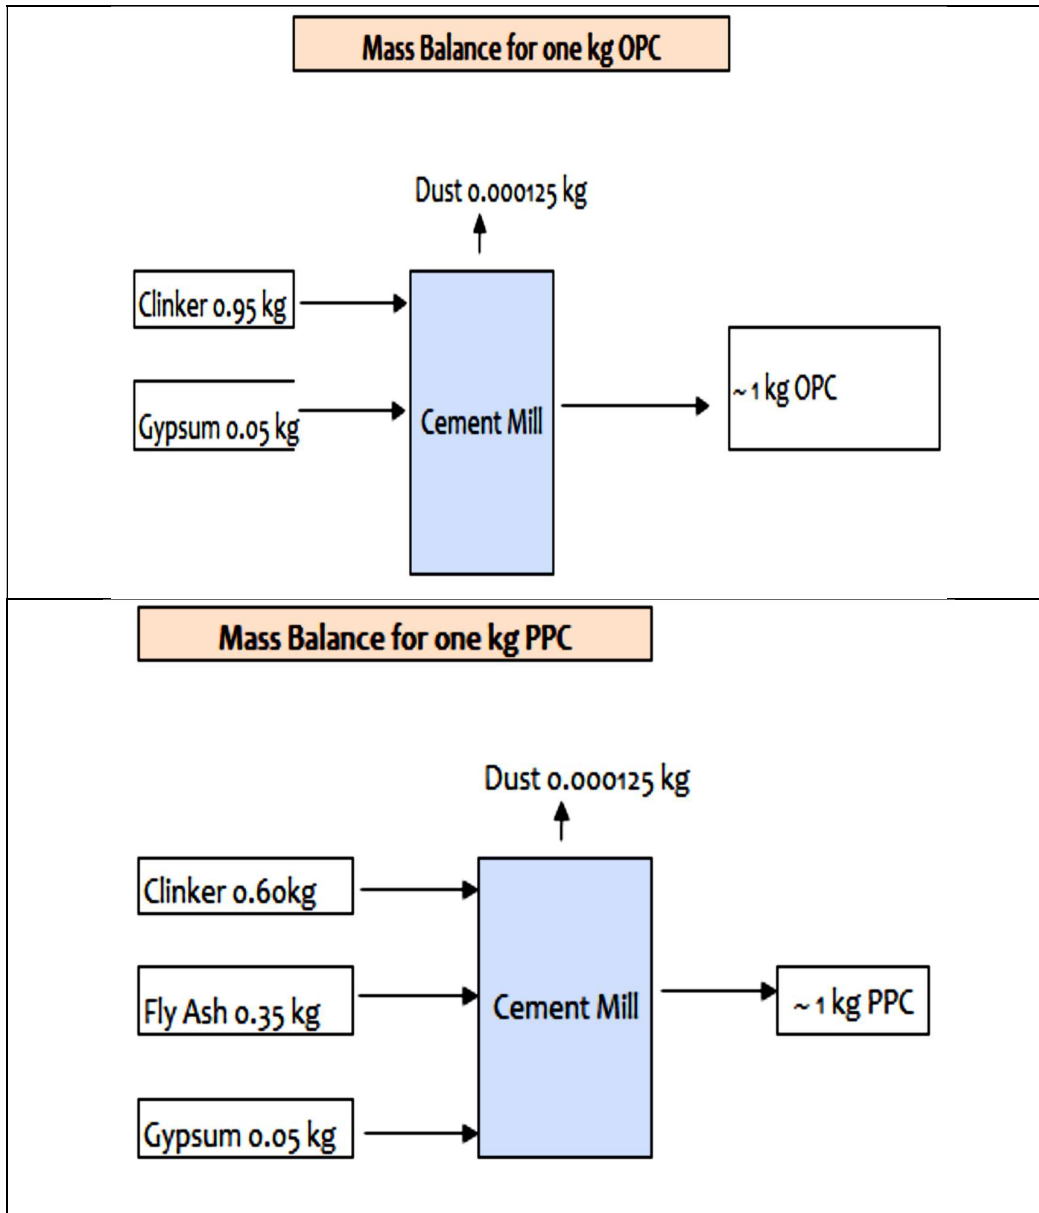 Mass Balance for one kg OPC
Dust 0.000125 kg
Clinker 0.95 kg
Gypsum 0.05 kg
Cement Mill
~ 1 kg OPC
Mass Balance for one kg PPC
Dust 0.000125 kg
Clinker 0.60kg
Fly Ash 0.35 kg
Cement Mill
~ 1 kg PPC
Gypsum 0.05 kg